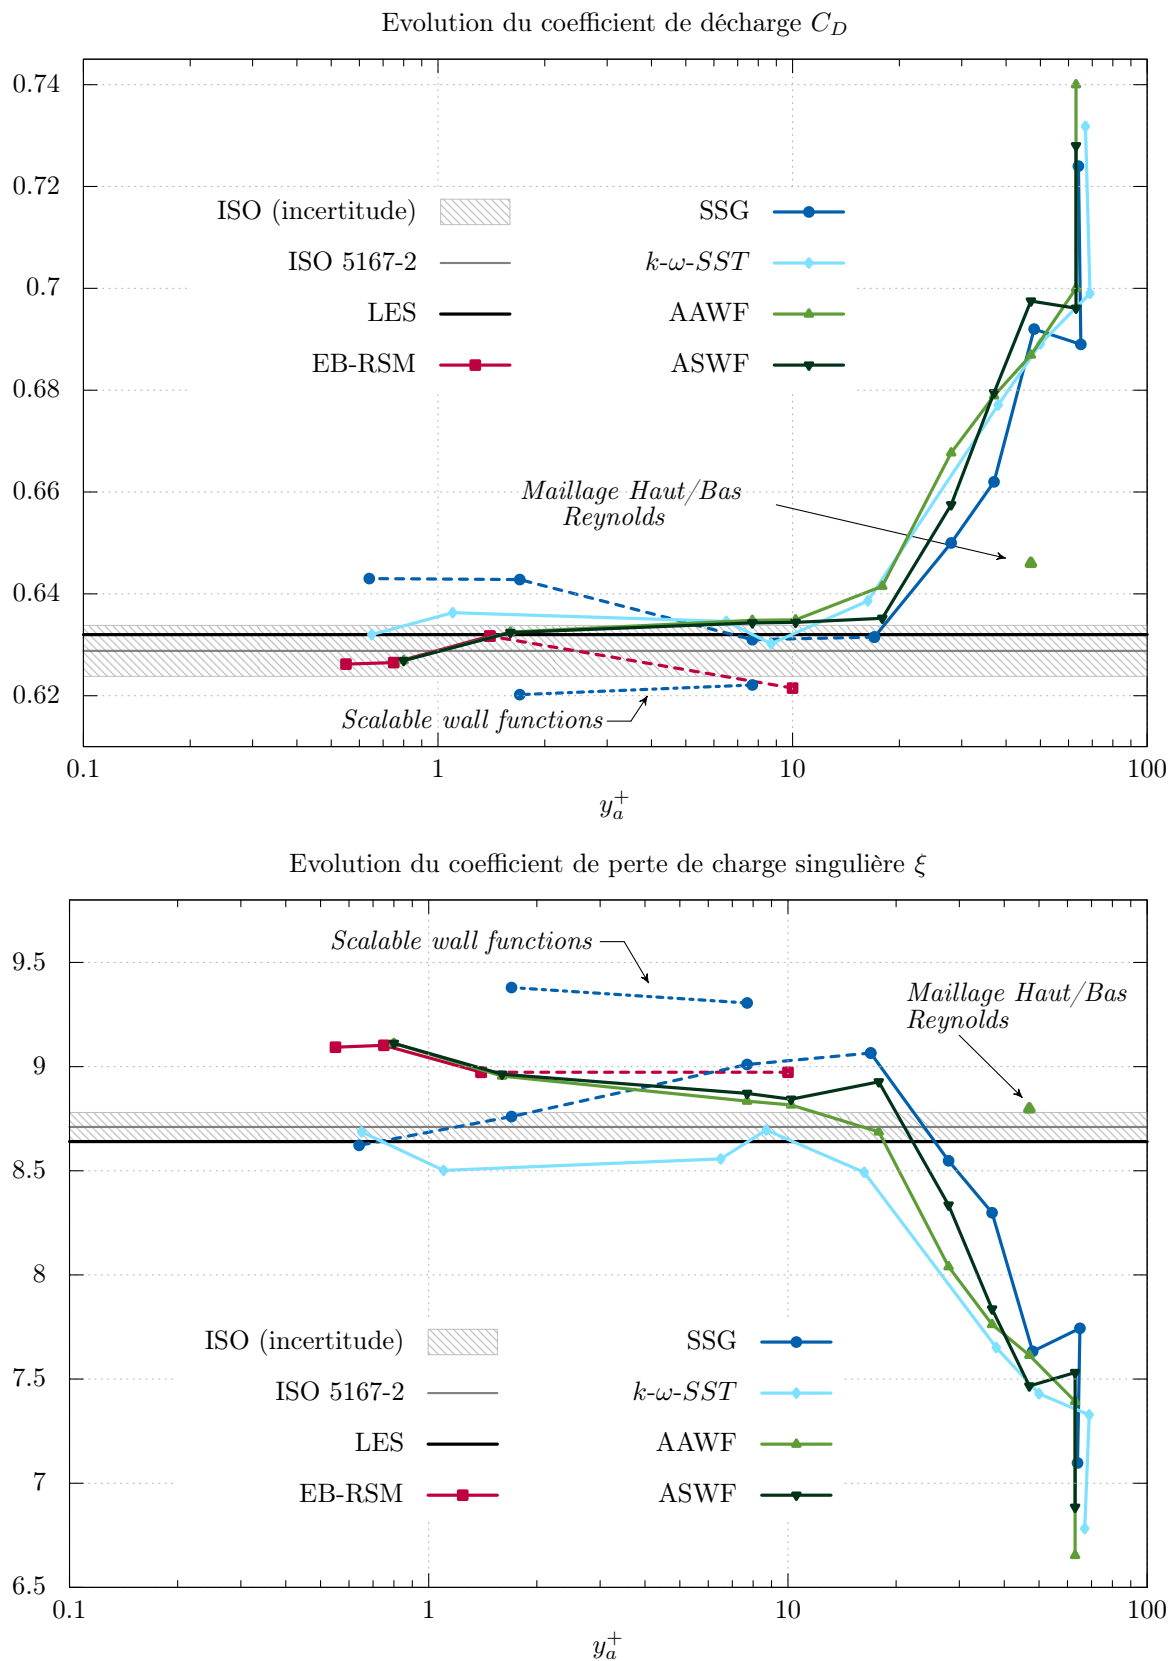 Evolution du coefficient de décharge C_D
0.74
0.72
0.7
0.68
0.66
0.64
0.62
ISO (incertitude)
ISO 5167-2
LES
EB-RSM
SSG
k-ω-SST
AAWF
ASWF
Maillage Haut/Bas
Reynolds
Scalable wall functions
0.1 1 10 100
y_a^+
Evolution du coefficient de perte de charge singulière ξ
9.5
9
8.5
8
7.5
7
6.5
Scalable wall functions
Maillage Haut/Bas
Reynolds
ISO (incertitude)
ISO 5167-2
LES
EB-RSM
SSG
k-ω-SST
AAWF
ASWF
0.1 1 10 100
y_a^+